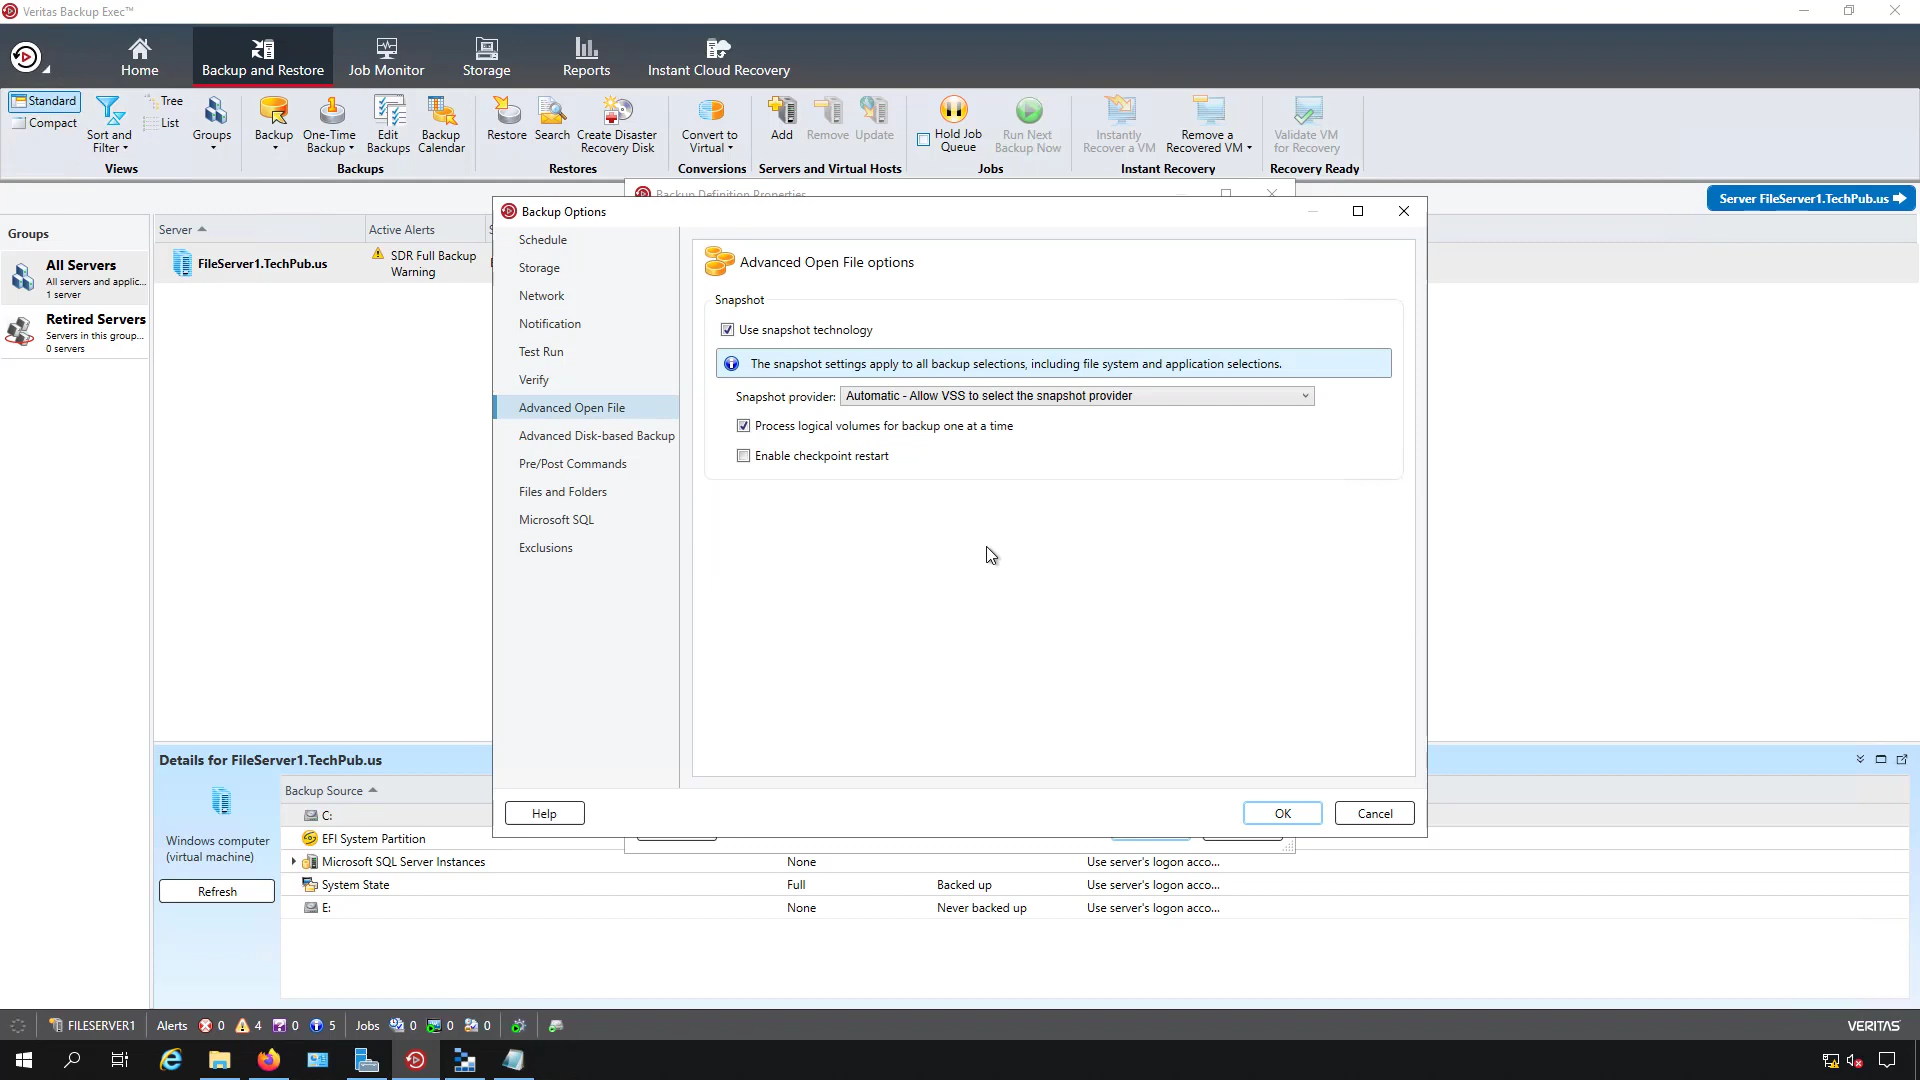 Veritas Backup Exec™
Home
Backup and Restore
Job Monitor
Storage
Reports
Instant Cloud Recovery
Standard
Compact
Sort and
Filter
Tree
List
Groups
Views
Backup
One-Time
Backup
Edit
Backups
Backup
Calendar
Backups
Restore
Search
Create Disaster
Recovery Disk
Restores
Convert to
Virtual
Conversions
Add
Remove
Update
Servers and Virtual Hosts
Hold Job
Queue
Run Next
Backup Now
Jobs
Instantly
Recover a VM
Remove a
Recovered VM
Instant Recovery
Validate VM
for Recovery
Recovery Ready
Backup Definition Properties
Server FileServer1.TechPub.us
Groups
All Servers
All servers and applic...
1 server
Retired Servers
Servers in this group...
0 servers
Server
Active Alerts
FileServer1.TechPub.us
SDR Full Backup
Warning
Backup Options
Schedule
Storage
Network
Notification
Test Run
Verify
Advanced Open File
Advanced Disk-based Backup
Pre/Post Commands
Files and Folders
Microsoft SQL
Exclusions
Advanced Open File options
Snapshot
Use snapshot technology
The snapshot settings apply to all backup selections, including file system and application selections.
Snapshot provider: Automatic - Allow VSS to select the snapshot provider
Process logical volumes for backup one at a time
Enable checkpoint restart
Help
OK
Cancel
Details for FileServer1.TechPub.us
Windows computer
(virtual machine)
Refresh
Backup Source
C:
EFI System Partition
Microsoft SQL Server Instances None Use server's logon acco...
System State Full Backed up Use server's logon acco...
E: None Never backed up Use server's logon acco...
FILESERVER1 Alerts 0 4 0 5 Jobs 0 0 0
VERITAS